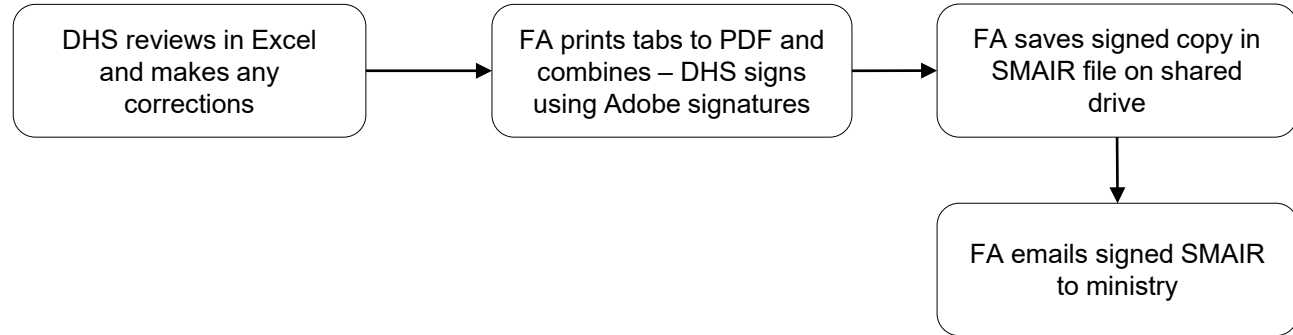 DHS reviews in Excel
and makes any
corrections
FA prints tabs to PDF and
combines – DHS signs
using Adobe signatures
FA saves signed copy in
SMAIR file on shared
drive
FA emails signed SMAIR
to ministry